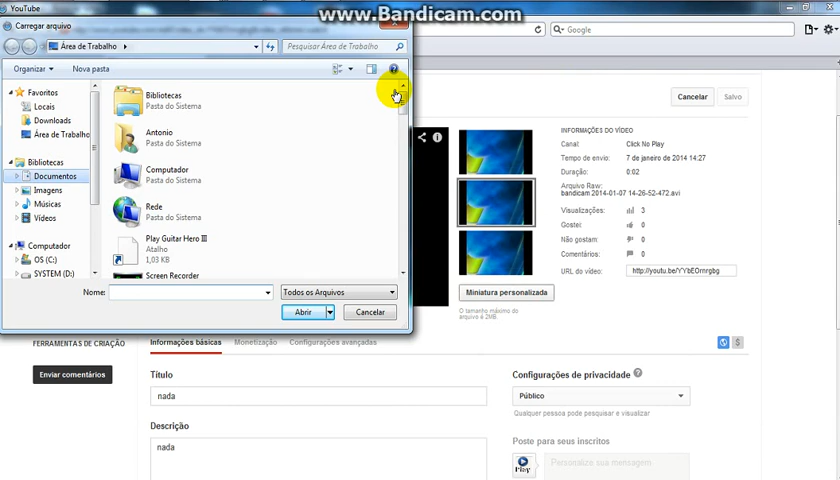 YouTube
www.Bandicam.com
Carregar arquivo
Área de Trabalho
Pesquisar Área de Trabalho
Google
Organizar
Nova pasta
Favoritos
Locais
Downloads
Área de Trabalho
Bibliotecas
Documentos
Imagens
Músicas
Vídeos
Computador
OS (C:)
SYSTEM (D:)
Bibliotecas
Pasta do Sistema
Antonio
Pasta do Sistema
Computador
Pasta do Sistema
Rede
Pasta do Sistema
Play Guitar Hero III
Atalho
1,03 KB
Screen Recorder
Nome:
Todos os Arquivos
Abrir
Cancelar
Cancelar
Salvo
INFORMAÇÕES DO VÍDEO
Canal: Click No Play
Tempo de envio: 7 de janeiro de 2014 14:27
Duração: 0:02
Arquivo Raw:
bandicam 2014-01-07 14-26-52-472.avi
Visualizações: 3
Gostei: 0
Não gostam: 0
Comentários: 0
URL do vídeo: http://youtu.be/YYbEOrnrgbg
Miniatura personalizada
O tamanho máximo do
arquivo é 2MB
FERRAMENTAS DE CRIAÇÃO
Enviar comentários
Informações básicas
Monetização
Configurações avançadas
Título
nada
Descrição
nada
Configurações de privacidade
Público
Qualquer pessoa pode pesquisar e visualizar
Poste para seus inscritos
Play
Personalize sua mensagem